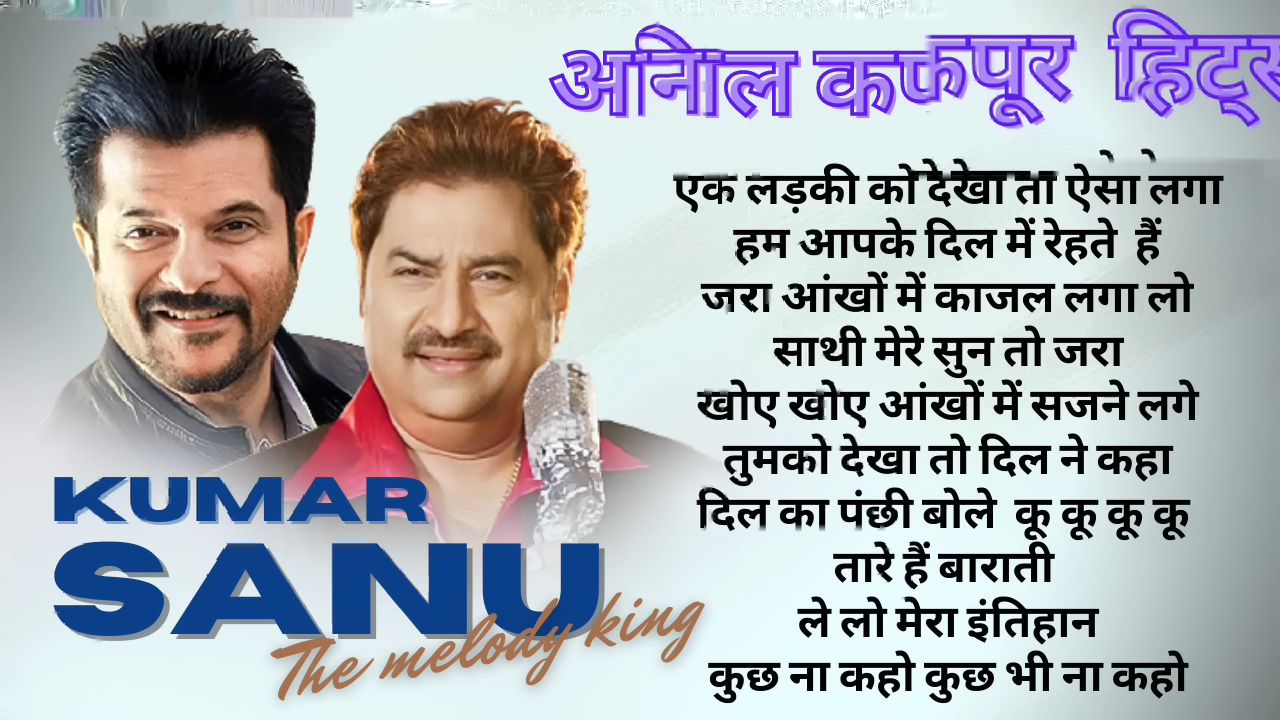 अनिल कपूर हिट्स
एक लड़की को देखा तो ऐसा लगा
हम आपके दिल में रेहते हैं
जरा आंखों में काजल लगा लो
साथी मेरे सुन तो जरा
खोए खोए आंखों में सजने लगे
तुमको देखा तो दिल ने कहा
दिल का पंछी बोले कू कू कू कू
तारे हैं बाराती
ले लो मेरा इंतिहान
कुछ ना कहो कुछ भी ना कहो
KUMAR
SANU
The melody king